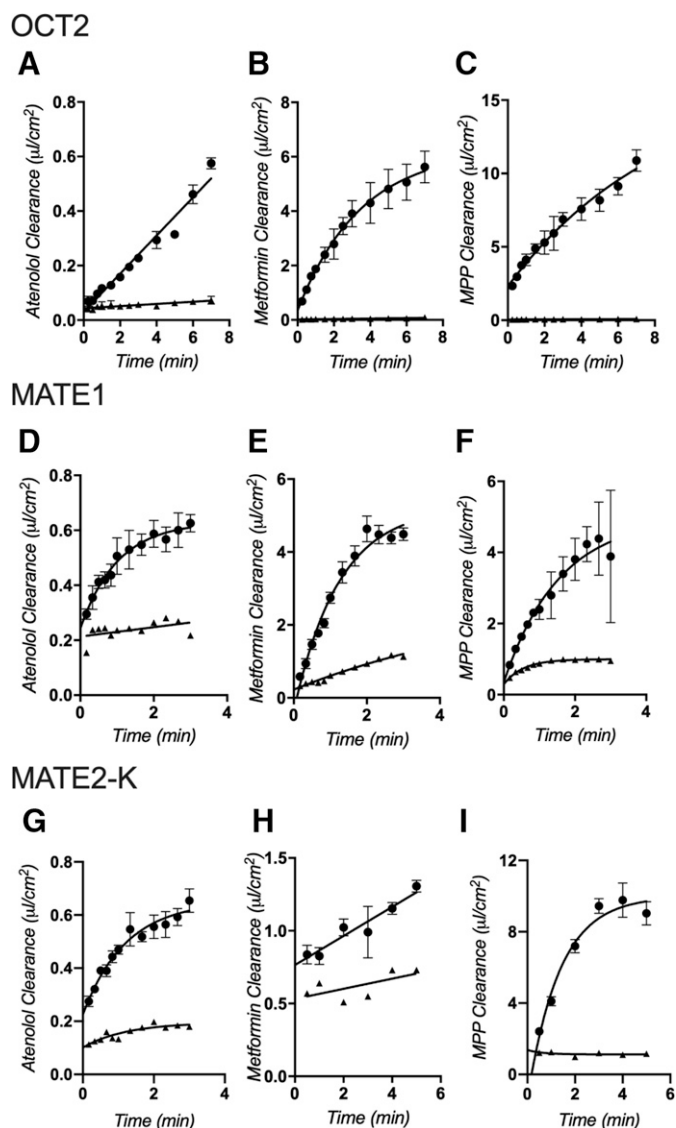 OCT2
A B C
Atenolol Clearance (µl/cm²)
0.8
0.6
0.4
0.2
0.0
0 2 4 6 8
Time (min)
Metformin Clearance (µl/cm²)
8
6
4
2
0
0 2 4 6 8
Time (min)
MPP Clearance (µl/cm²)
15
10
5
0
0 2 4 6 8
Time (min)
MATE1
D E F
Atenolol Clearance (µl/cm²)
0.8
0.6
0.4
0.2
0.0
0 2 4
Time (min)
Metformin Clearance (µl/cm²)
6
4
2
0
0 2 4
Time (min)
MPP Clearance (µl/cm²)
6
4
2
0
0 2 4
Time (min)
MATE2-K
G H I
Atenolol Clearance (µl/cm²)
0.8
0.6
0.4
0.2
0.0
0 1 2 3 4
Time (min)
Metformin Clearance (µl/cm²)
1.5
1.0
0.5
0.0
0 2 4 6
Time (min)
MPP Clearance (µl/cm²)
12
8
4
0
0 2 4 6
Time (min)